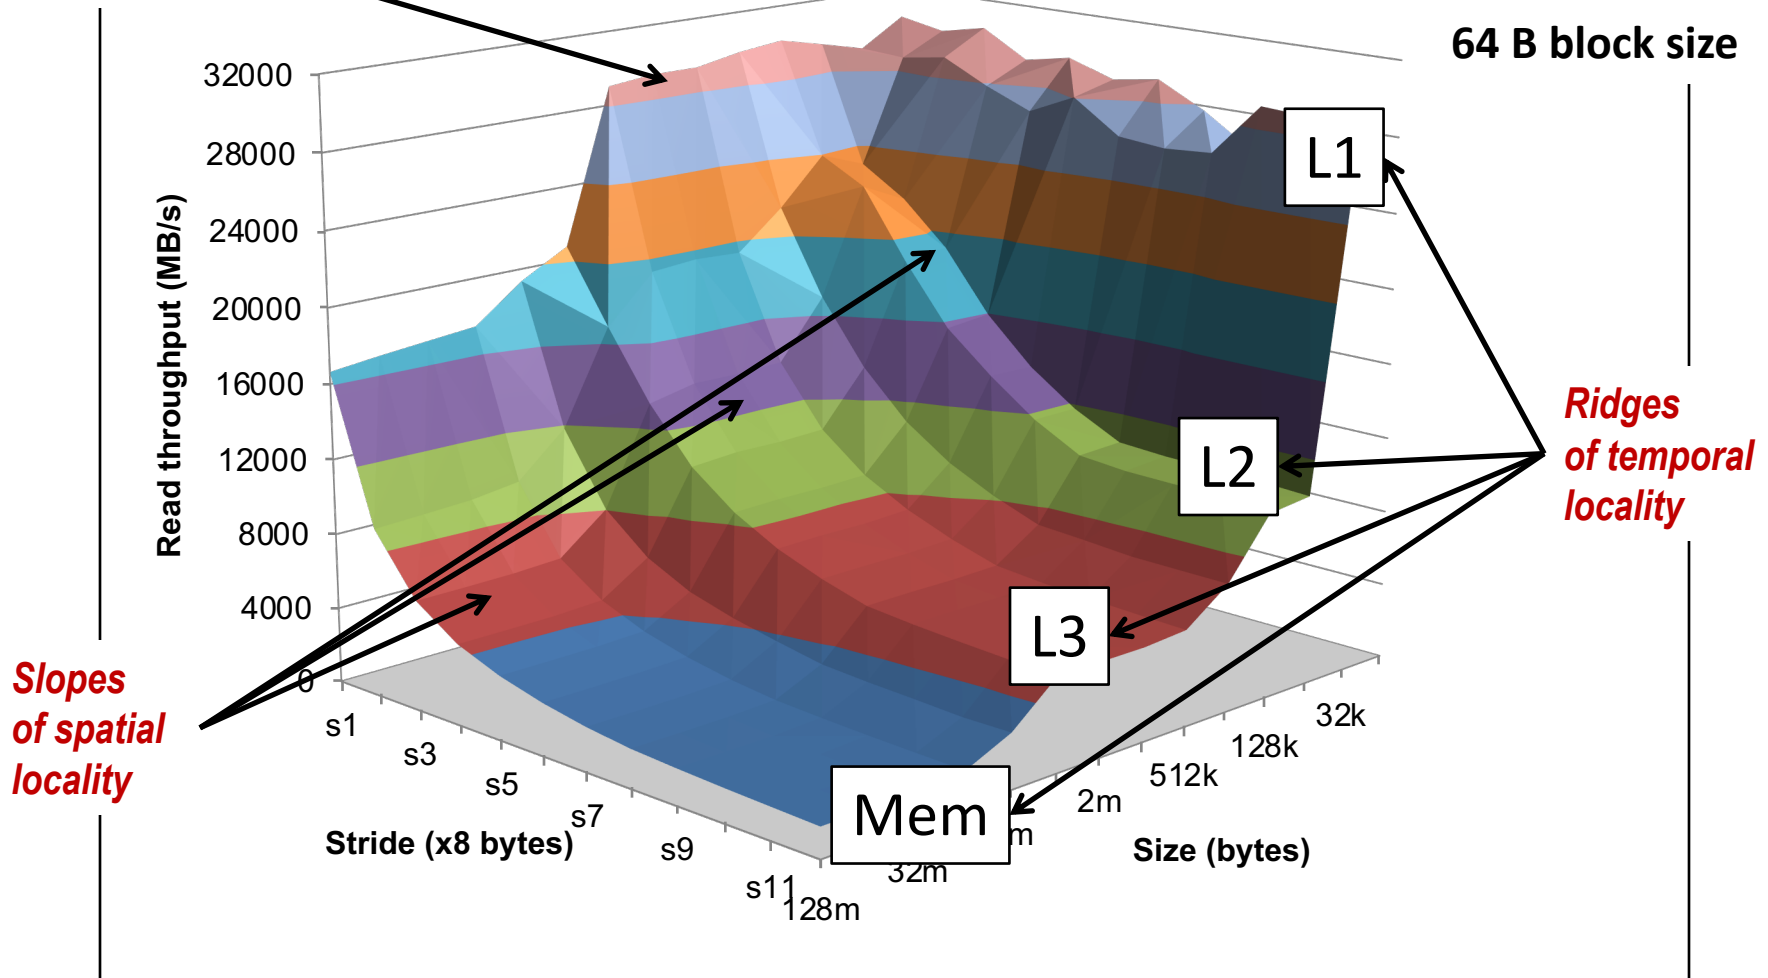 64 B block size
32000
28000
24000
20000
16000
12000
8000
4000
0
Read throughput (MB/s)
L1
L2
L3
Mem
Ridges
of temporal
locality
Slopes
of spatial
locality
s1
s3
s5
s7
s9
s11
Stride (x8 bytes)
128m
32m
m
2m
512k
128k
32k
Size (bytes)